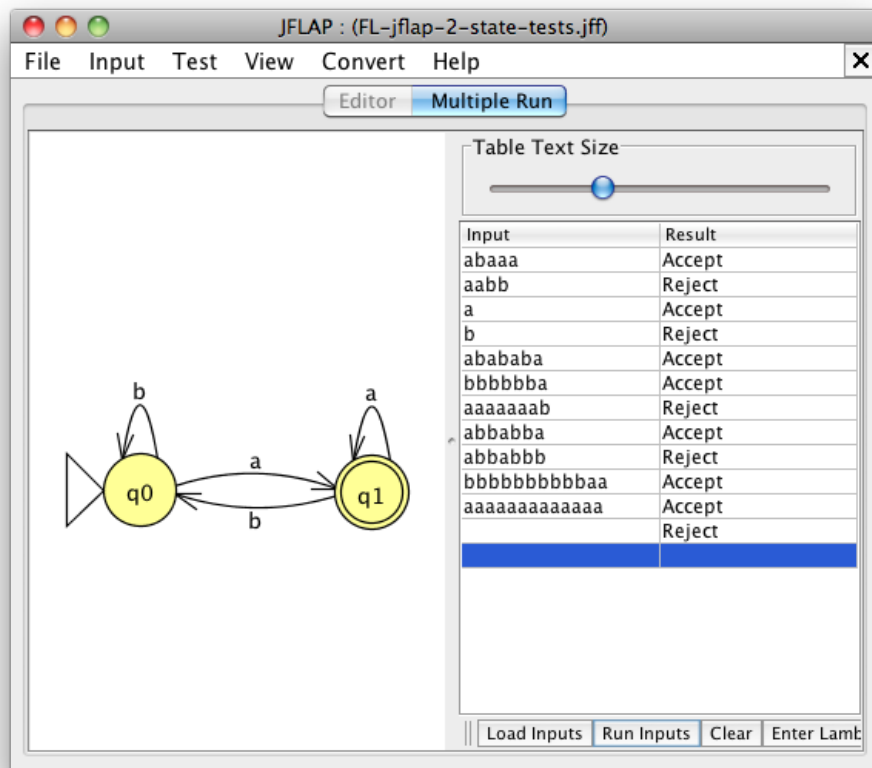 JFLAP : (FL-jflap-2-state-tests.jff)
File Input Test View Convert Help
Editor Multiple Run
Table Text Size
Input Result
abaaa Accept
aabb Reject
a Accept
b Reject
abababa Accept
bbbbbba Accept
aaaaaaab Reject
abbabba Accept
abbabbb Reject
bbbbbbbbbbbaa Accept
aaaaaaaaaaaaa Accept
Reject
b
a
a
q0
q1
b
Load Inputs Run Inputs Clear Enter Lamb